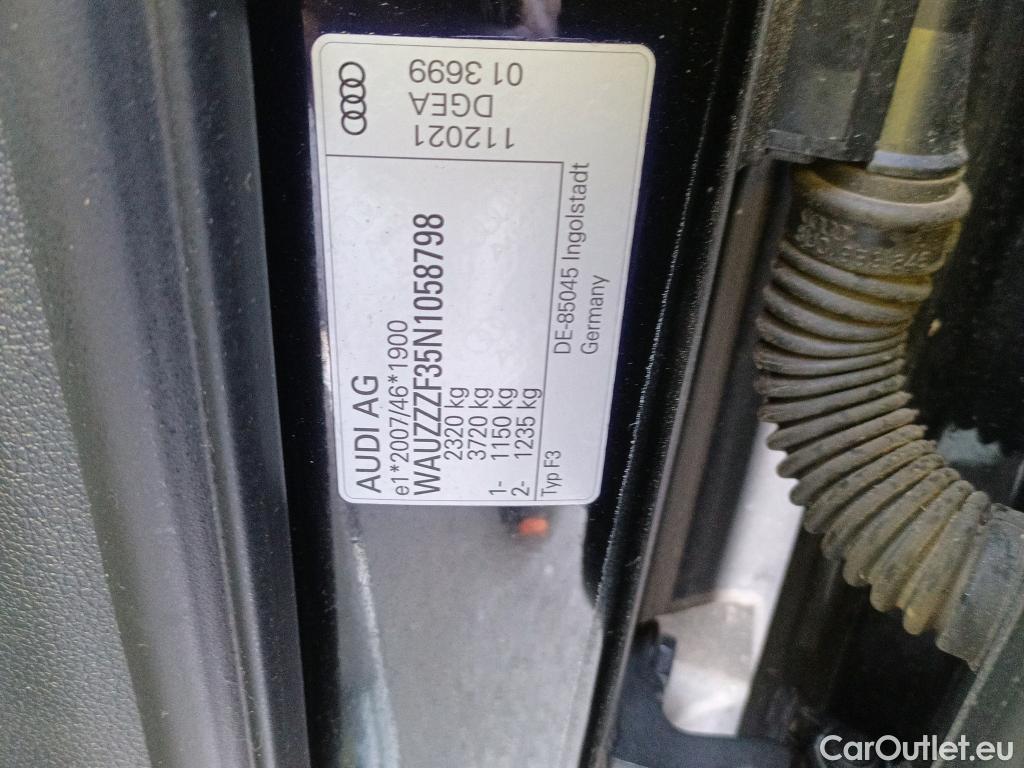 AUDI AG
e1*2007/46*1900
WAUZZZF35N1058798
2320 kg
3720 kg
1- 1150 kg
2- 1235 kg
Typ F3
DE-85045 Ingolstadt
Germany
112021
DGEA
01 3699
CarOutlet.eu